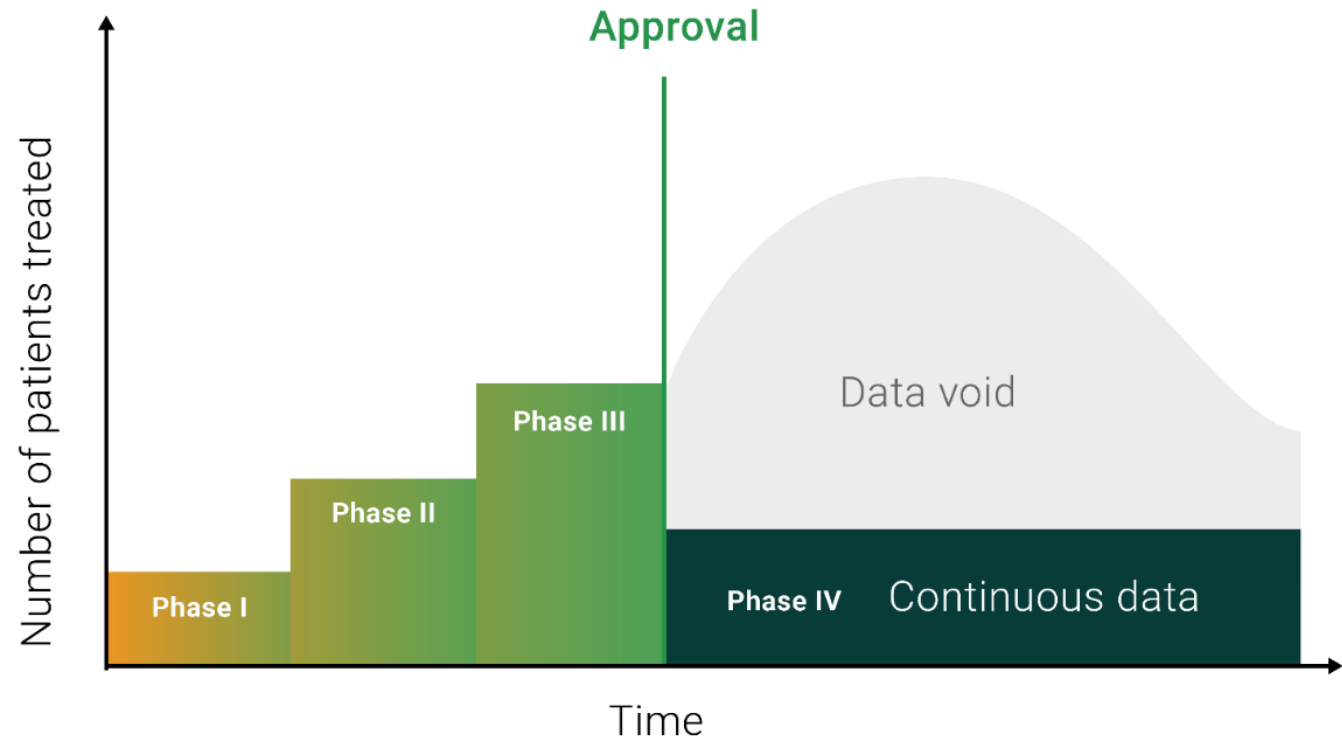 Approval
Number of patients treated
Phase III
Data void
Phase II
Phase I
Phase IV Continuous data
Time